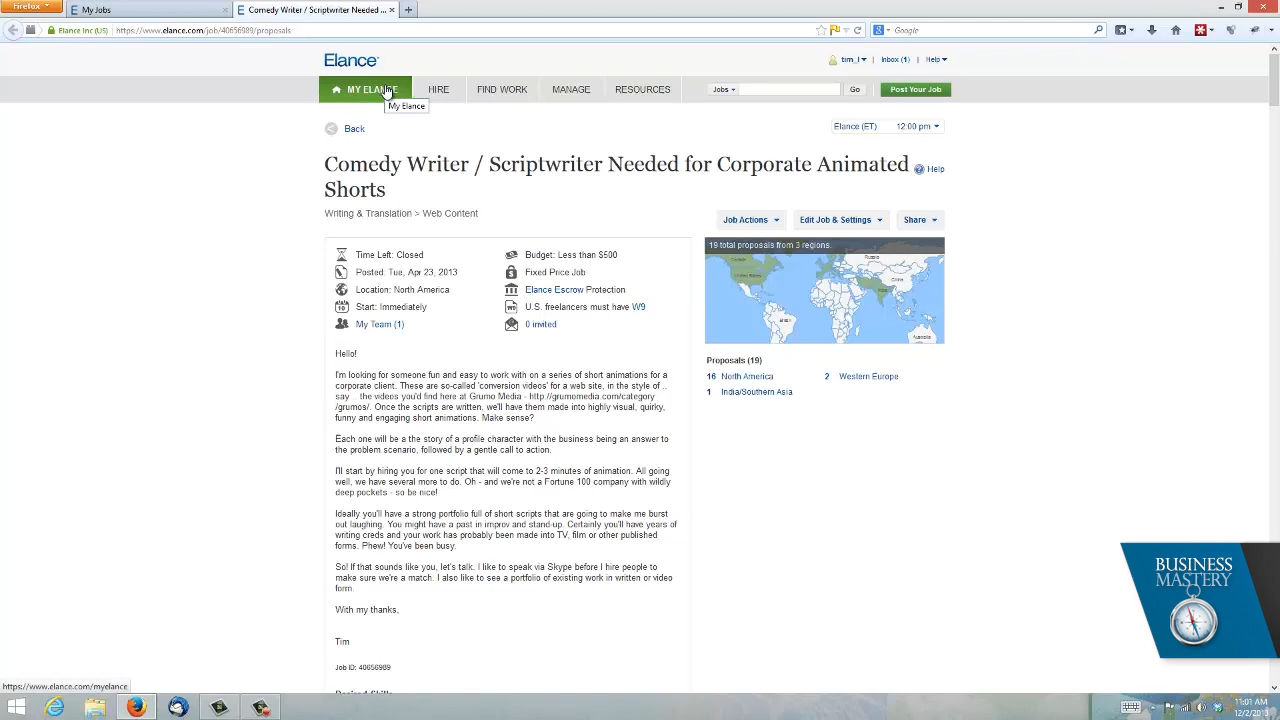 Firefox
My Jobs
Comedy Writer / Scriptwriter Needed ...
Elance Inc (US)
https://www.elance.com/job/40656989/proposals
Google
Elance
tim_l
Inbox (1)
Help
MY ELANCE
HIRE
FIND WORK
MANAGE
RESOURCES
Jobs
Go
Post Your Job
My Elance
Back
Elance (ET)
12:00 pm
Comedy Writer / Scriptwriter Needed for Corporate Animated
Shorts
Help
Writing & Translation > Web Content
Job Actions
Edit Job & Settings
Share
Time Left: Closed
Posted: Tue, Apr 23, 2013
Location: North America
Start: Immediately
My Team (1)
Budget: Less than $500
Fixed Price Job
Elance Escrow Protection
U.S. freelancers must have W9
0 invited
19 total proposals from 3 regions.
Russia
China
Brazil
Australia
Canada
United States
India
Proposals (19)
16 North America
2 Western Europe
1 India/Southern Asia
Hello!
I'm looking for someone fun and easy to work with on a series of short animations for a
corporate client. These are so-called 'conversion videos' for a web site, in the style of ..
say .. the videos you'd find here at Grumo Media - http://grumomedia.com/category
/grumos/. Once the scripts are written, we'll have them made into highly visual, quirky,
funny and engaging short animations. Make sense?
Each one will be a the story of a profile character with the business being an answer to
the problem scenario, followed by a gentle call to action.
I'll start by hiring you for one script that will come to 2-3 minutes of animation. All going
well, we have several more to do. Oh - and we're not a Fortune 100 company with wildly
deep pockets - so be nice!
Ideally you'll have a strong portfolio full of short scripts that are going to make me burst
out laughing. You might have a past in improv and stand-up. Certainly you'll have years of
writing creds and your work has probably been made into TV, film or other published
forms. Phew! You've been busy.
So! If that sounds like you, let's talk. I like to speak via Skype before I hire people to
make sure we're a match. I also like to see a portfolio of existing work in written or video
form.
With my thanks,
Tim
Job ID: 40656989
Desired Skills
BUSINESS
MASTERY
https://www.elance.com/myelance
11:01 AM
12/2/2013